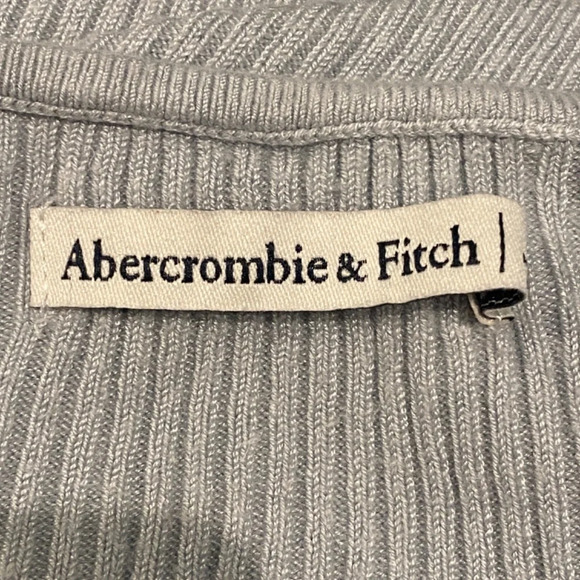 Abercrombie & Fitch |